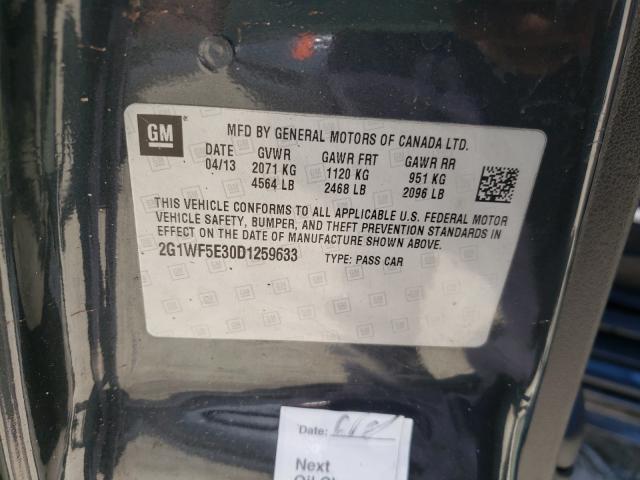 GM
MFD BY GENERAL MOTORS OF CANADA LTD.
DATE GVWR GAWR FRT GAWR RR
04/13 2071 KG 1120 KG 951 KG
4564 LB 2468 LB 2096 LB
THIS VEHICLE CONFORMS TO ALL APPLICABLE U.S. FEDERAL MOTOR
VEHICLE SAFETY, BUMPER, AND THEFT PREVENTION STANDARDS IN
EFFECT ON THE DATE OF MANUFACTURE SHOWN ABOVE.
2G1WF5E30D1259633 TYPE: PASS CAR
Date:
Next